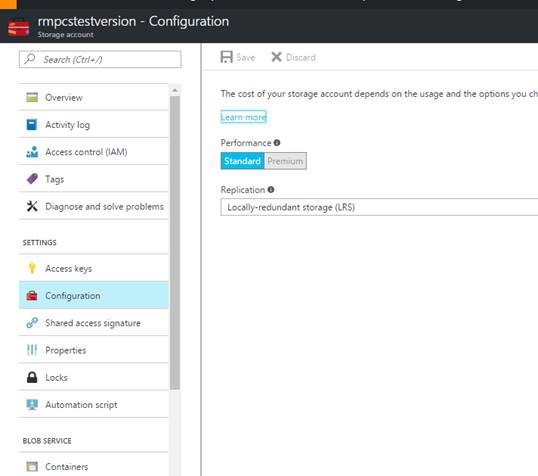 rmpcstestversion - Configuration
Storage account
Search (Ctrl+/)
Overview
Activity log
Access control (IAM)
Tags
Diagnose and solve problems
SETTINGS
Access keys
Configuration
Shared access signature
Properties
Locks
Automation script
BLOB SERVICE
Containers
Save Discard
The cost of your storage account depends on the usage and the options you ch
Learn more
Performance
Standard Premium
Replication
Locally-redundant storage (LRS)